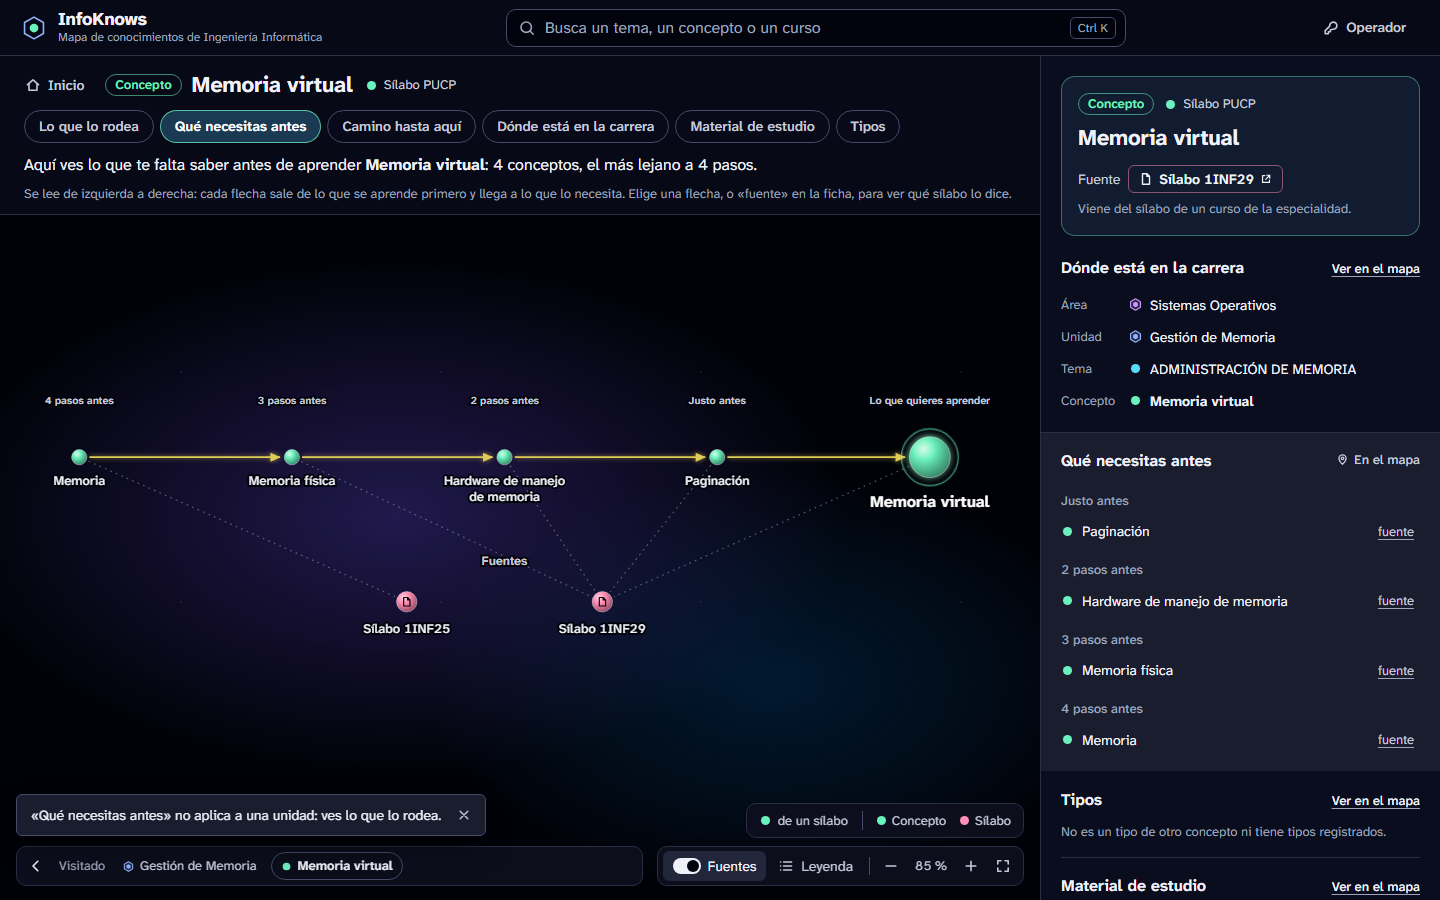 InfoKnows
Mapa de conocimientos de Ingeniería Informática
Busca un tema, un concepto o un curso
Ctrl K
Operador
Inicio
Concepto
Memoria virtual
Sílabo PUCP
Lo que lo rodea
Qué necesitas antes
Camino hasta aquí
Dónde está en la carrera
Material de estudio
Tipos
Aquí ves lo que te falta saber antes de aprender Memoria virtual: 4 conceptos, el más lejano a 4 pasos.
Se lee de izquierda a derecha: cada flecha sale de lo que se aprende primero y llega a lo que lo necesita. Elige una flecha, o «fuente» en la ficha, para ver qué sílabo lo dice.
4 pasos antes
3 pasos antes
2 pasos antes
Justo antes
Lo que quieres aprender
Memoria
Memoria física
Hardware de manejo
de memoria
Paginación
Memoria virtual
Fuentes
Sílabo 1INF25
Sílabo 1INF29
«Qué necesitas antes» no aplica a una unidad: ves lo que lo rodea.
de un sílabo
Concepto
Sílabo
Visitado
Gestión de Memoria
Memoria virtual
Fuentes
Leyenda
85 %
Concepto
Sílabo PUCP
Memoria virtual
Fuente
Sílabo 1INF29
Viene del sílabo de un curso de la especialidad.
Dónde está en la carrera
Ver en el mapa
Área
Sistemas Operativos
Unidad
Gestión de Memoria
Tema
ADMINISTRACIÓN DE MEMORIA
Concepto
Memoria virtual
Qué necesitas antes
En el mapa
Justo antes
Paginación
fuente
2 pasos antes
Hardware de manejo de memoria
fuente
3 pasos antes
Memoria física
fuente
4 pasos antes
Memoria
fuente
Tipos
Ver en el mapa
No es un tipo de otro concepto ni tiene tipos registrados.
Material de estudio
Ver en el mapa